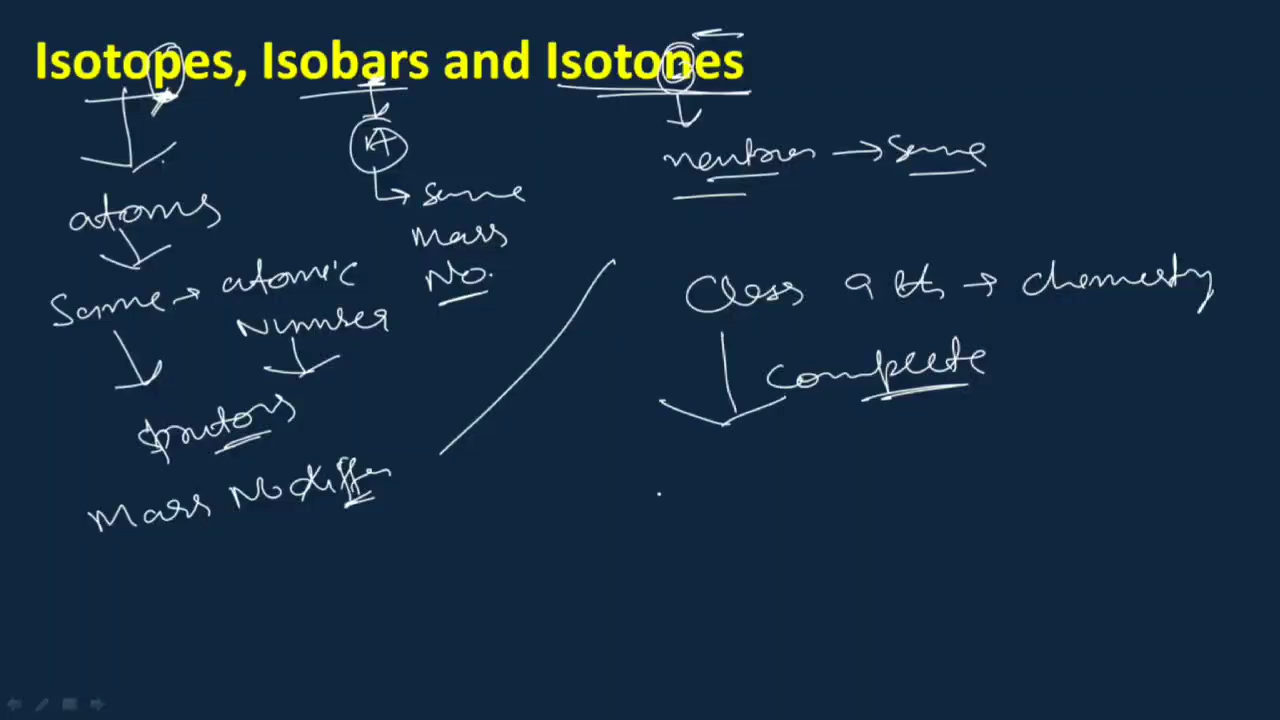 Isotopes, Isobars and Isotones
A
neutrons → Same
atoms
same
Mass
No.
Same → atomic
Number
Class 9th → chemestry
complete
protons
Mass No differ